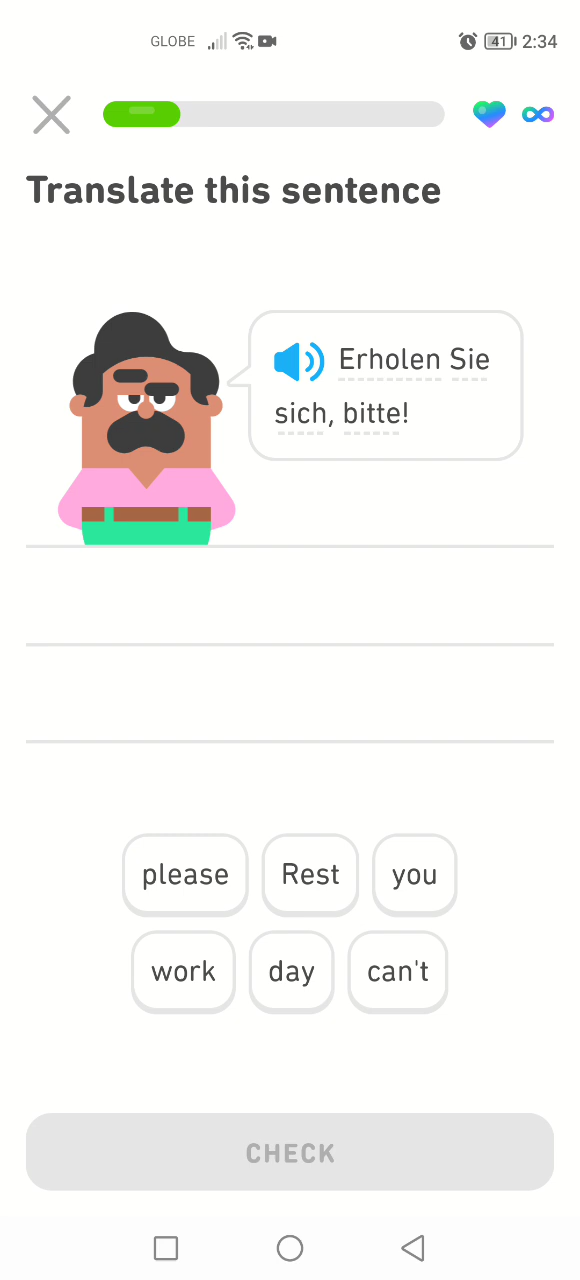 GLOBE 41 2:34
Translate this sentence
Erholen Sie
sich, bitte!
please Rest you
work day can't
CHECK